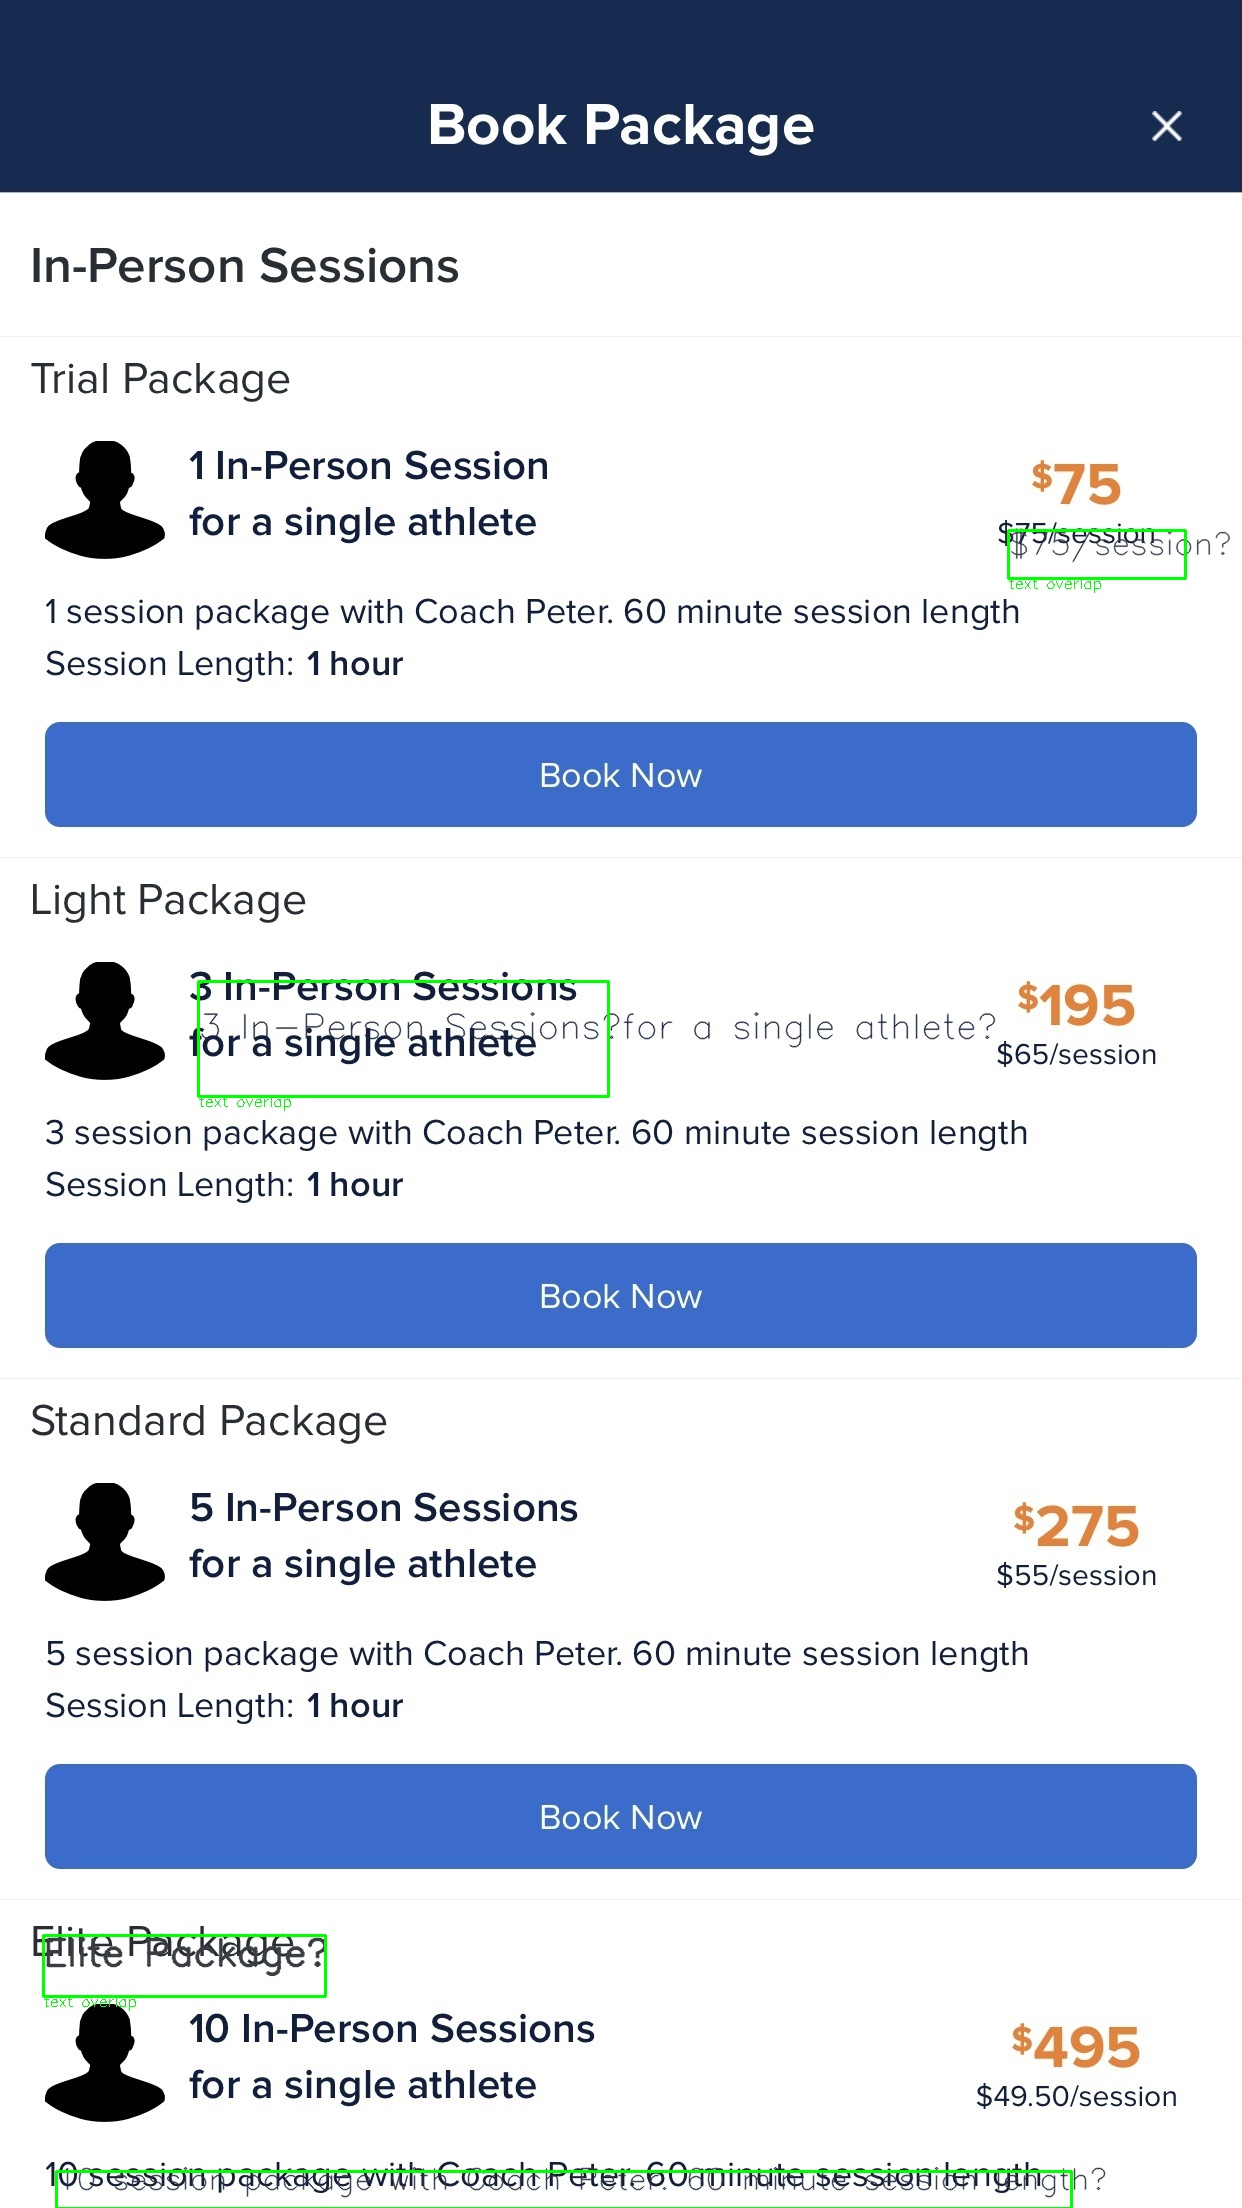 Book Package
In-Person Sessions
Trial Package
1 In-Person Session
for a single athlete
$75
$75/session
$75/session?
text overlap
1 session package with Coach Peter. 60 minute session length
Session Length: 1 hour
Book Now
Light Package
3 In-Person Sessions
for a single athlete
3 In-Person Sessions?for a single athlete?
$195
$65/session
text overlap
3 session package with Coach Peter. 60 minute session length
Session Length: 1 hour
Book Now
Standard Package
5 In-Person Sessions
for a single athlete
$275
$55/session
5 session package with Coach Peter. 60 minute session length
Session Length: 1 hour
Book Now
Elite Package
Elite Package?
text overlap
10 In-Person Sessions
for a single athlete
$495
$49.50/session
10 session package with Coach Peter. 60 minute session length
10 session package with Coach Peter. 60 minute session length?